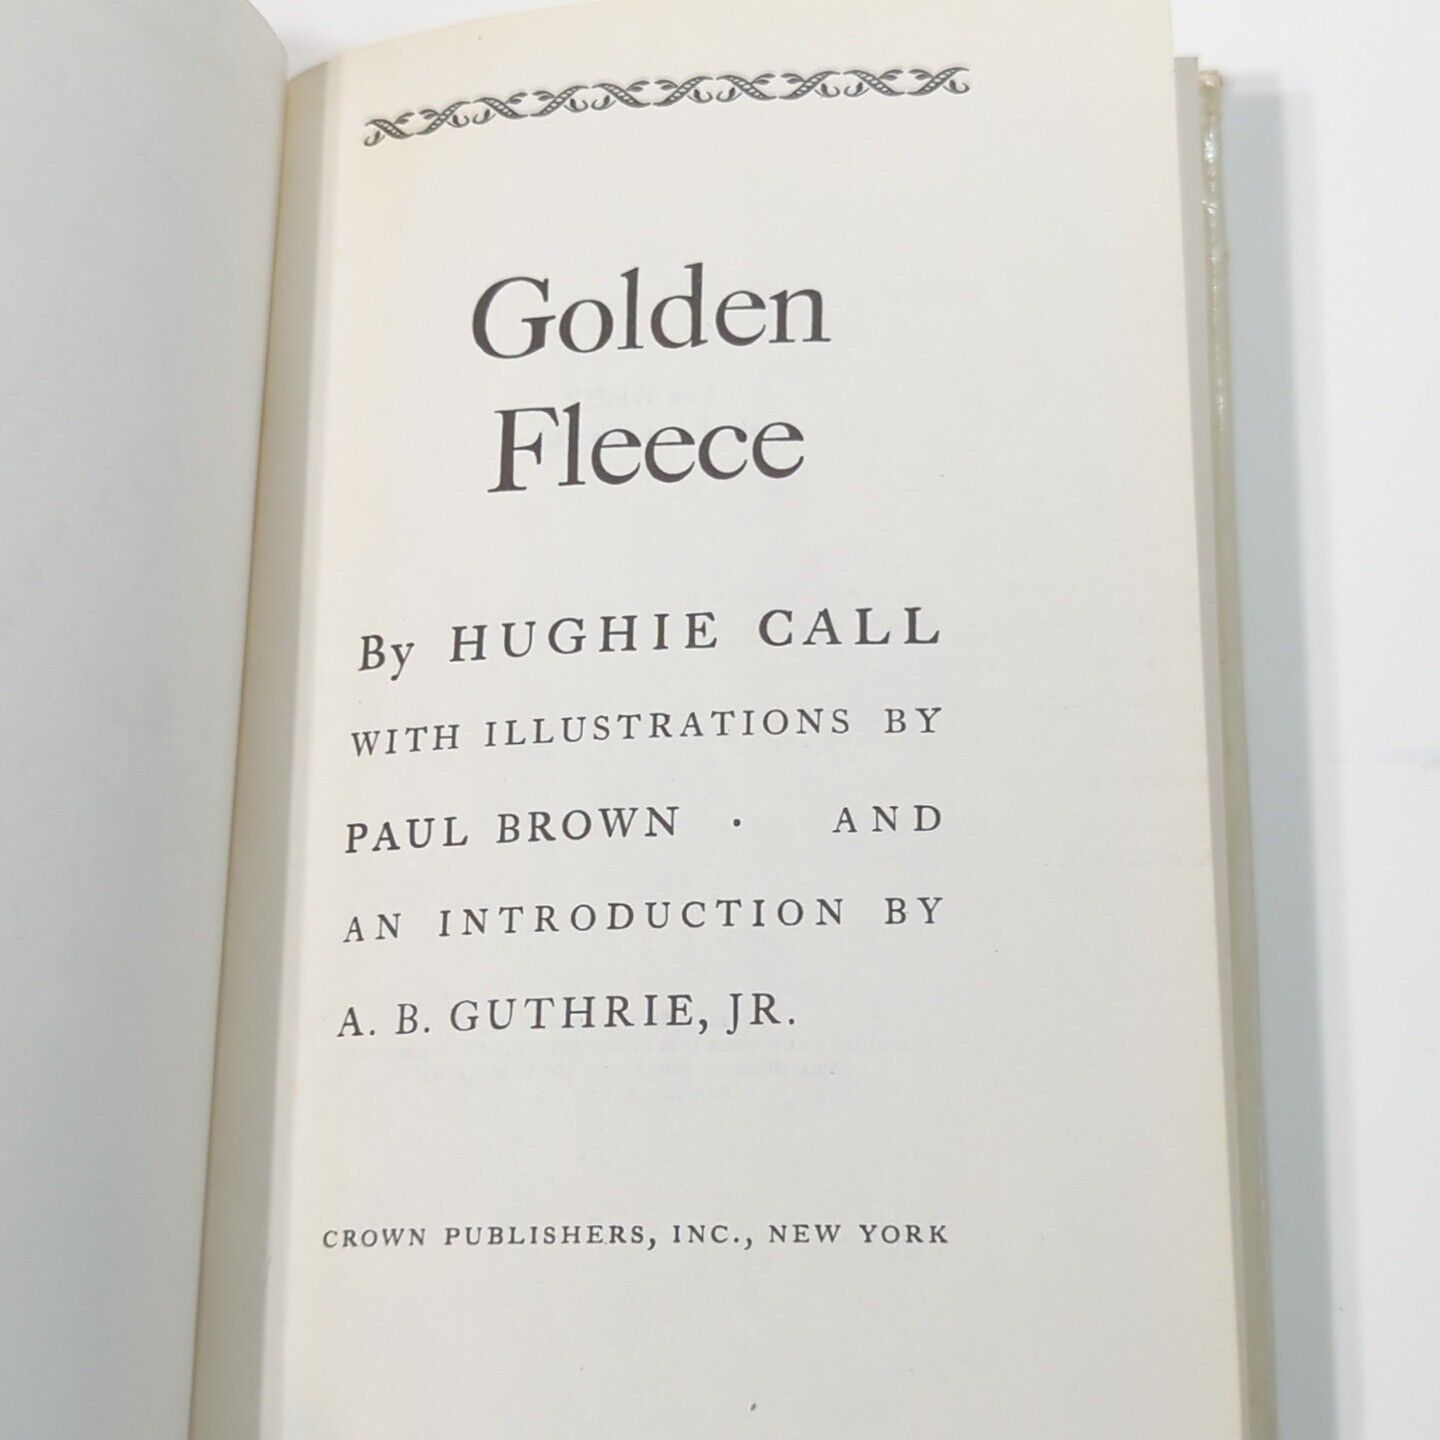 Golden
Fleece
By HUGHIE CALL
WITH ILLUSTRATIONS BY
PAUL BROWN · AND
AN INTRODUCTION BY
A. B. GUTHRIE, JR.
CROWN PUBLISHERS, INC., NEW YORK